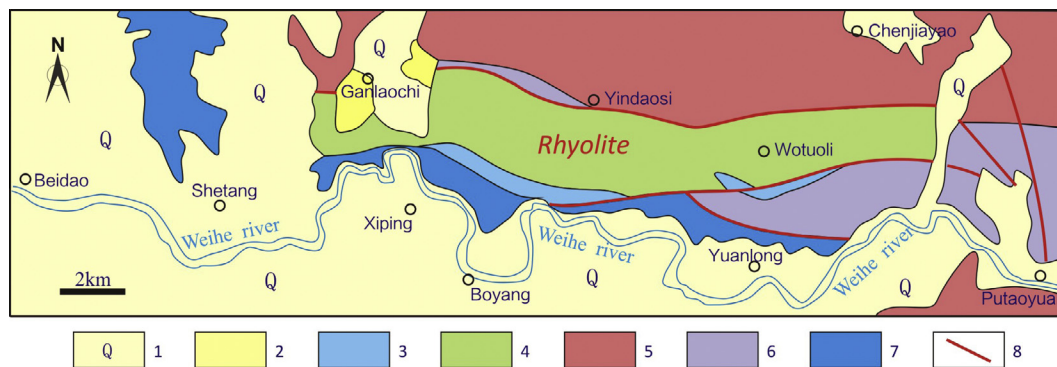 N
Q
Q
Q
Q
Q
Q
Q
Q
Chenjiayao
Ganlaochi
Yindaosi
Rhyolite
Wotuoli
Beidao
Shetang
Xiping
Weihe river
Weihe river
Weihe river
Yuanlong
Boyang
Putaoyua
2km
Q 1 2 3 4 5 6 7 8